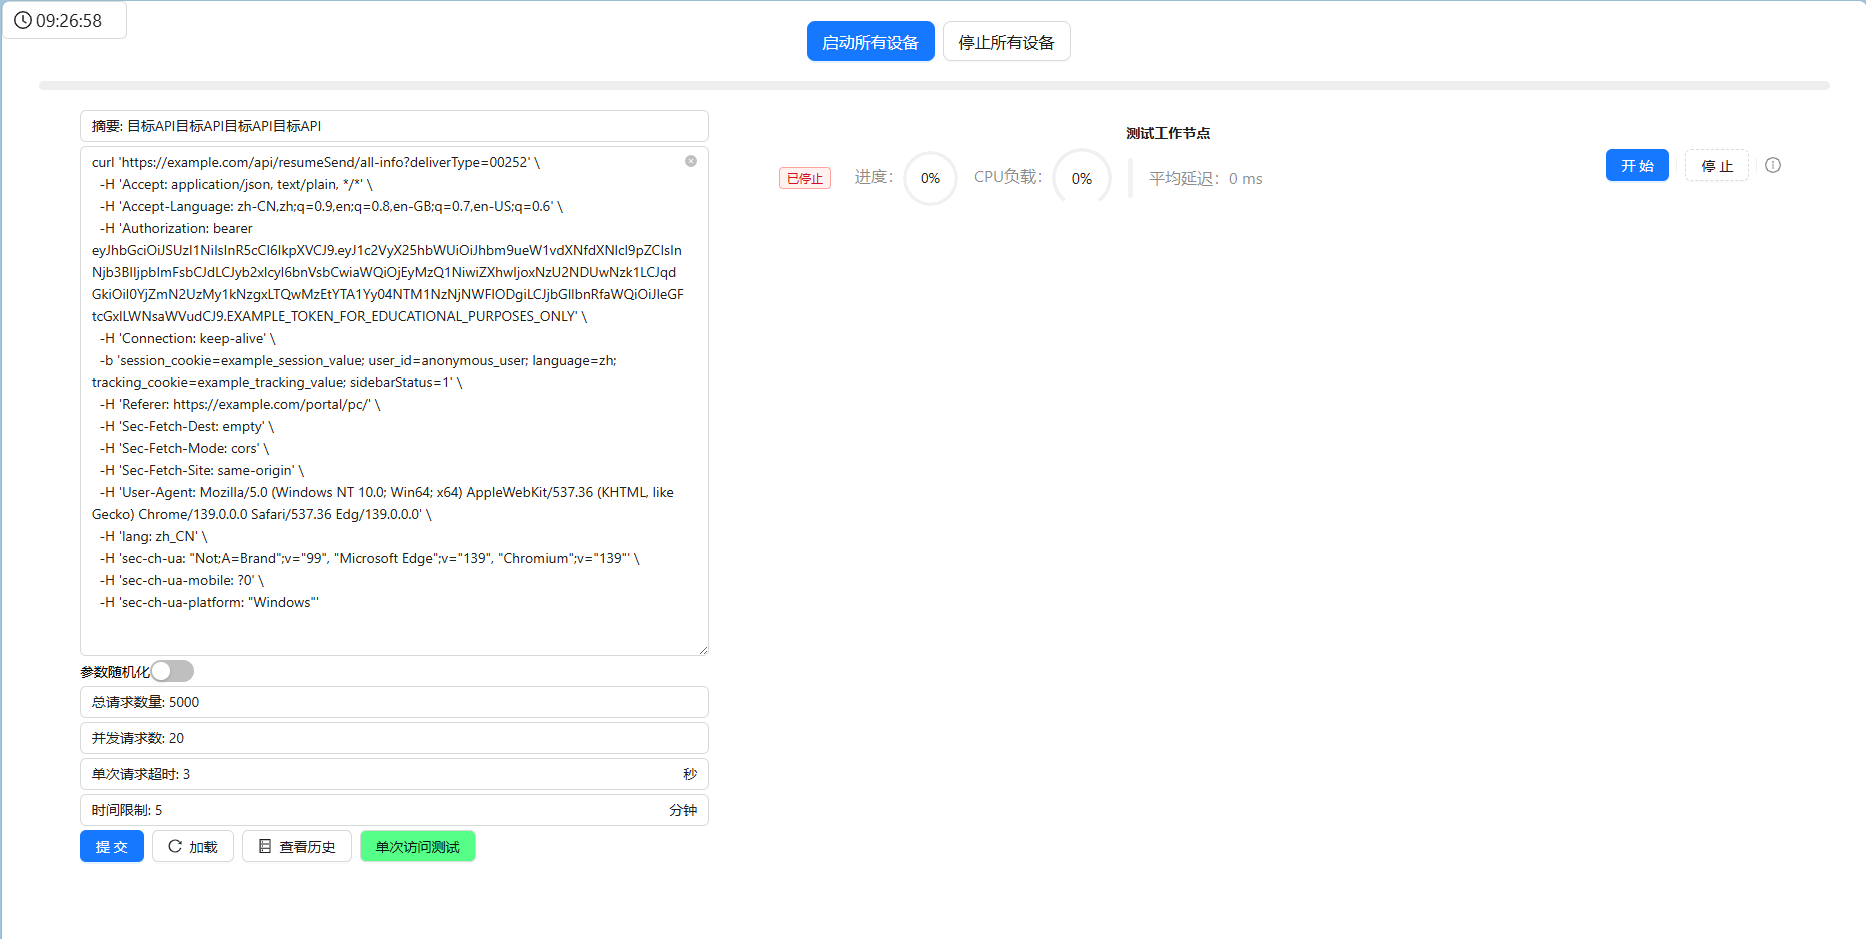 09:26:58
启动所有设备
停止所有设备
摘要: 目标API目标API目标API目标API
curl 'https://example.com/api/resumeSend/all-info?deliverType=00252' \
-H 'Accept: application/json, text/plain, */*' \
-H 'Accept-Language: zh-CN,zh;q=0.9,en;q=0.8,en-GB;q=0.7,en-US;q=0.6' \
-H 'Authorization: bearer
eyJhbGciOiJSUzI1NiIsInR5cCI6IkpXVCJ9.eyJ1c2VyX25hbWUiOiJhbm9ueW1vdXNfdXNlcl9pZCIsIn
Njb3BlIjpbImFsbCJdLCJyb2xlcyI6bnVsbCwiaWQiOjEyMzQ1NiwiZXhwIjoxNzU2NDUwNzk1LCJqd
GkiOiI0YjZmN2UzMy1kNzgxLTQwMzEtYTA1Yy04NTM1NzNjNWFlODgiLCJjbGllbnRfaWQiOiJleGF
tcGxlLWNsaWVudCJ9.EXAMPLE_TOKEN_FOR_EDUCATIONAL_PURPOSES_ONLY' \
-H 'Connection: keep-alive' \
-b 'session_cookie=example_session_value; user_id=anonymous_user; language=zh;
tracking_cookie=example_tracking_value; sidebarStatus=1' \
-H 'Referer: https://example.com/portal/pc/' \
-H 'Sec-Fetch-Dest: empty' \
-H 'Sec-Fetch-Mode: cors' \
-H 'Sec-Fetch-Site: same-origin' \
-H 'User-Agent: Mozilla/5.0 (Windows NT 10.0; Win64; x64) AppleWebKit/537.36 (KHTML, like
Gecko) Chrome/139.0.0.0 Safari/537.36 Edg/139.0.0.0' \
-H 'lang: zh_CN' \
-H 'sec-ch-ua: "Not;A=Brand";v="99", "Microsoft Edge";v="139", "Chromium";v="139"' \
-H 'sec-ch-ua-mobile: ?0' \
-H 'sec-ch-ua-platform: "Windows"'
参数随机化
总请求数量: 5000
并发请求数: 20
单次请求超时: 3 秒
时间限制: 5 分钟
提 交
加载
查看历史
单次访问测试
测试工作节点
已停止
进度：
0%
CPU负载：
0%
平均延迟：0 ms
开 始
停 止